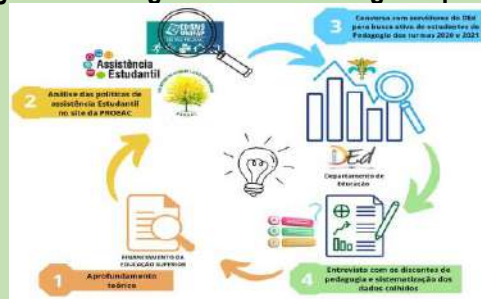 3
Conversa com servidores do DEd
para busca ativa de estudantes de
Pedagogia das turmas 2020 e 2021
Assistência
Estudantil
2
Análise das políticas de
assistência Estudantil
no site da PROEAC
DEd
Departamento de
Educação
FINANCIAMENTO DA
EDUCAÇÃO SUPERIOR
1
Aprofundamento
teórico
4
Entrevista com os discentes de
pedagogia e sistematização dos
dados colhidos